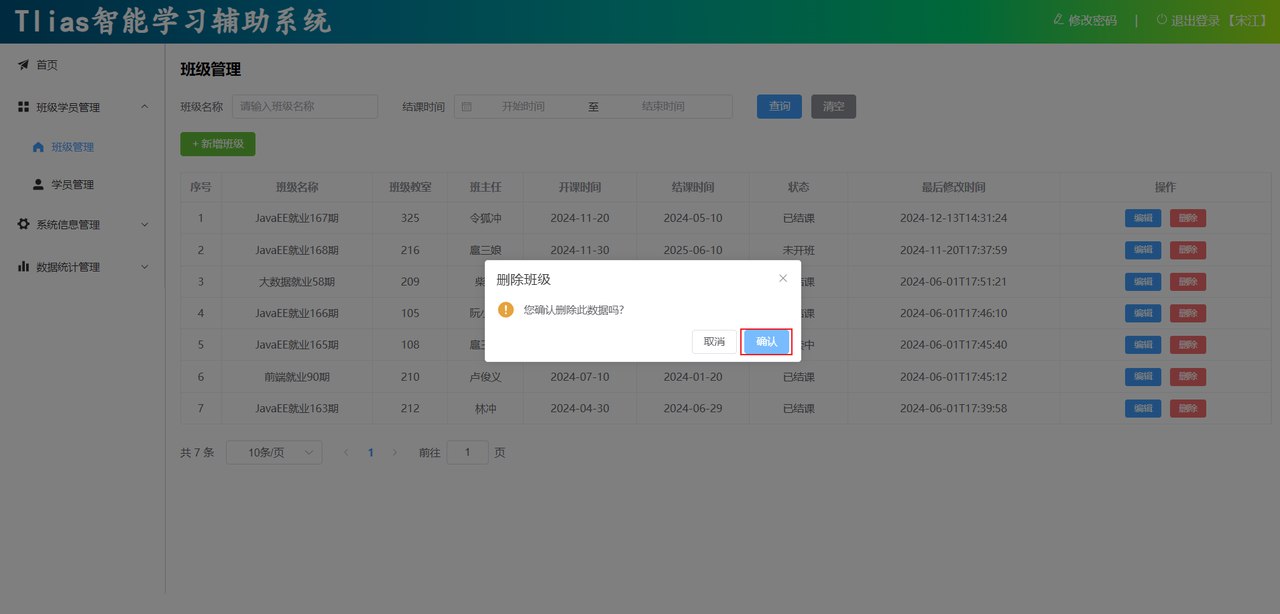 Tlias智能学习辅助系统
修改密码 | 退出登录 【宋江】
首页
班级学员管理
班级管理
学员管理
系统信息管理
数据统计管理
班级管理
班级名称 请输入班级名称 结课时间 开始时间 至 结束时间 查询 清空
+ 新增班级
序号 班级名称 班级教室 班主任 开课时间 结课时间 状态 最后修改时间 操作
1 JavaEE就业167期 325 令狐冲 2024-11-20 2024-05-10 已结课 2024-12-13T14:31:24 编辑 删除
2 JavaEE就业168期 216 扈三娘 2024-11-30 2025-06-10 未开班 2024-11-20T17:37:59 编辑 删除
3 大数据就业58期 209 柴 结课 2024-06-01T17:51:21 编辑 删除
4 JavaEE就业166期 105 阮小 结课 2024-06-01T17:46:10 编辑 删除
5 JavaEE就业165期 108 扈三 中 2024-06-01T17:45:40 编辑 删除
6 前端就业90期 210 卢俊义 2024-07-10 2024-01-20 已结课 2024-06-01T17:45:12 编辑 删除
7 JavaEE就业163期 212 林冲 2024-04-30 2024-06-29 已结课 2024-06-01T17:39:58 编辑 删除
删除班级
您确认删除此数据吗?
取消 确认
共 7 条 10条/页 1 前往 1 页